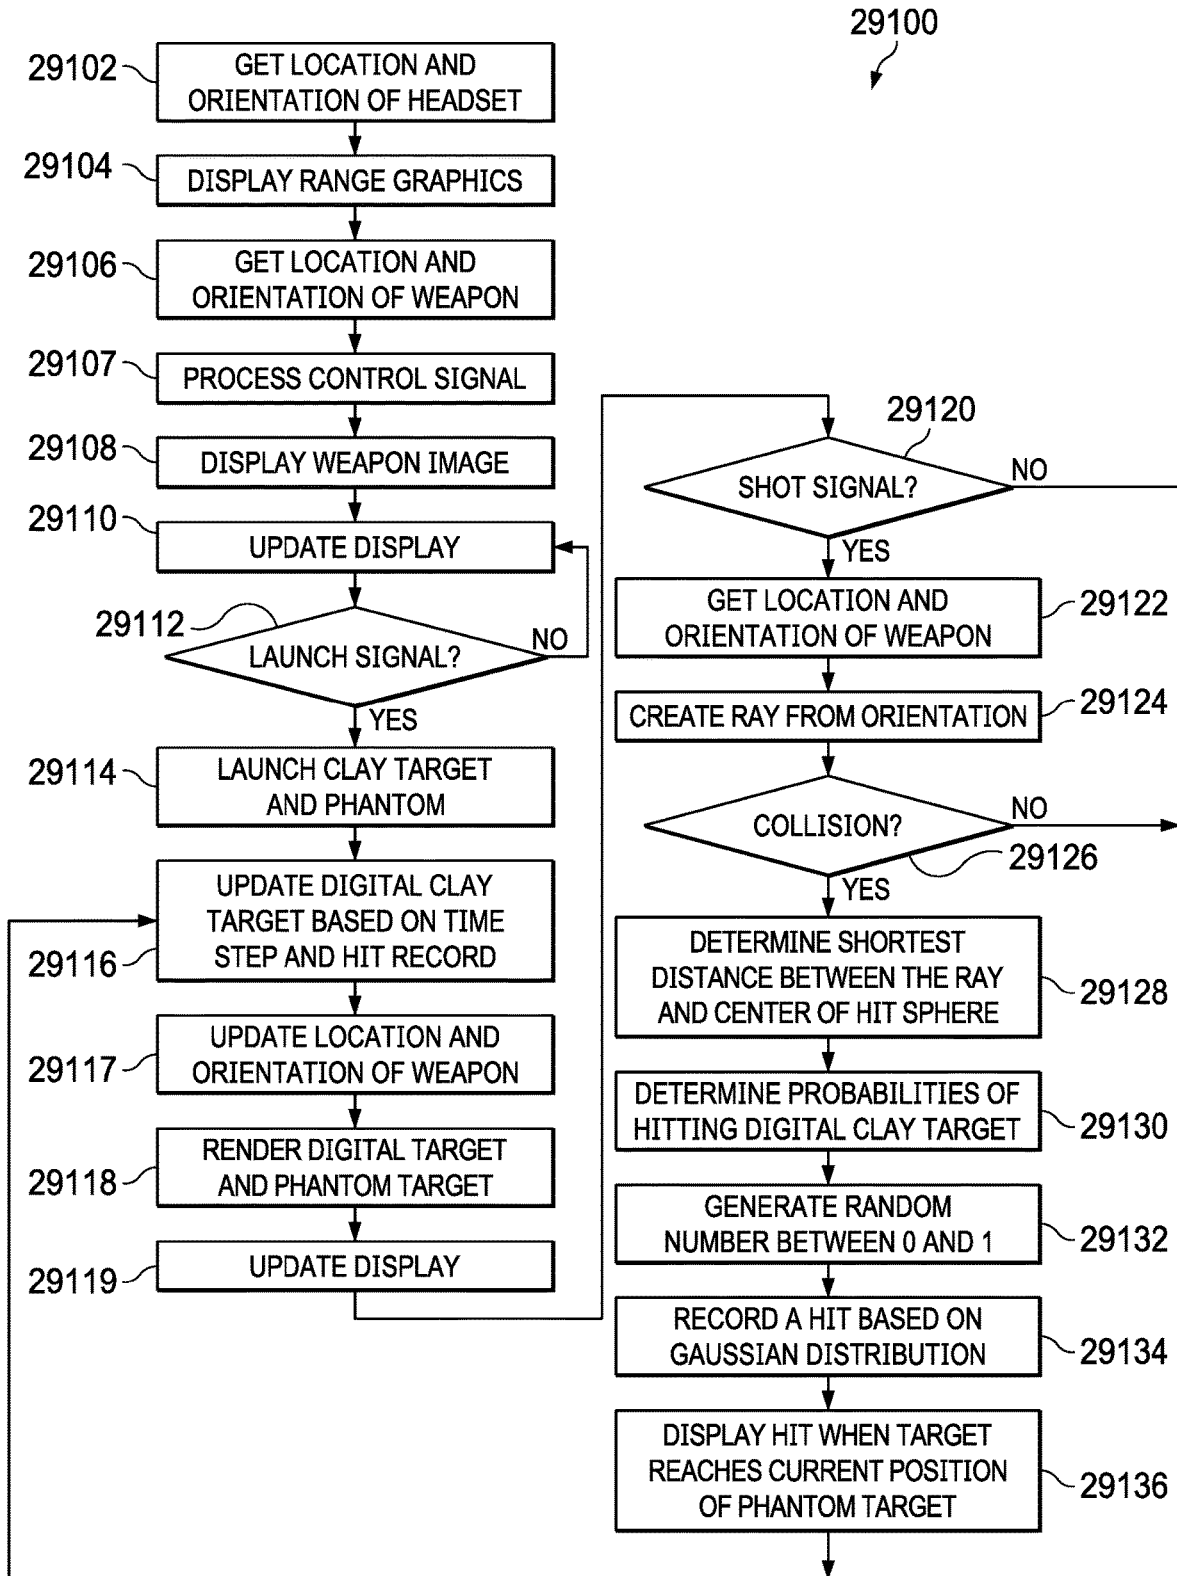 29100
29102
GET LOCATION AND
ORIENTATION OF HEADSET
29104
DISPLAY RANGE GRAPHICS
29106
GET LOCATION AND
ORIENTATION OF WEAPON
29107
PROCESS CONTROL SIGNAL
29108
DISPLAY WEAPON IMAGE
29110
UPDATE DISPLAY
29112
LAUNCH SIGNAL?
NO
YES
29114
LAUNCH CLAY TARGET
AND PHANTOM
29116
UPDATE DIGITAL CLAY
TARGET BASED ON TIME
STEP AND HIT RECORD
29117
UPDATE LOCATION AND
ORIENTATION OF WEAPON
29118
RENDER DIGITAL TARGET
AND PHANTOM TARGET
29119
UPDATE DISPLAY
29120
SHOT SIGNAL?
NO
YES
GET LOCATION AND
ORIENTATION OF WEAPON
29122
CREATE RAY FROM ORIENTATION
29124
COLLISION?
NO
29126
YES
DETERMINE SHORTEST
DISTANCE BETWEEN THE RAY
AND CENTER OF HIT SPHERE
29128
DETERMINE PROBABILITIES OF
HITTING DIGITAL CLAY TARGET
29130
GENERATE RANDOM
NUMBER BETWEEN 0 AND 1
29132
RECORD A HIT BASED ON
GAUSSIAN DISTRIBUTION
29134
DISPLAY HIT WHEN TARGET
REACHES CURRENT POSITION
OF PHANTOM TARGET
29136